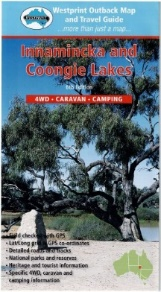 Westprint Outback Map
and Travel Guide
more than just a map...
Innamincka and
Coongie Lakes
Edition
4WD • CARAVAN • CAMPING
• Field checked with GPS
• Lat/Long grid GPS co-ordinates
• Detailed road and tracks
• National parks and reserves
• Heritage and tourist information
• Specific 4WD, caravan and
camping information